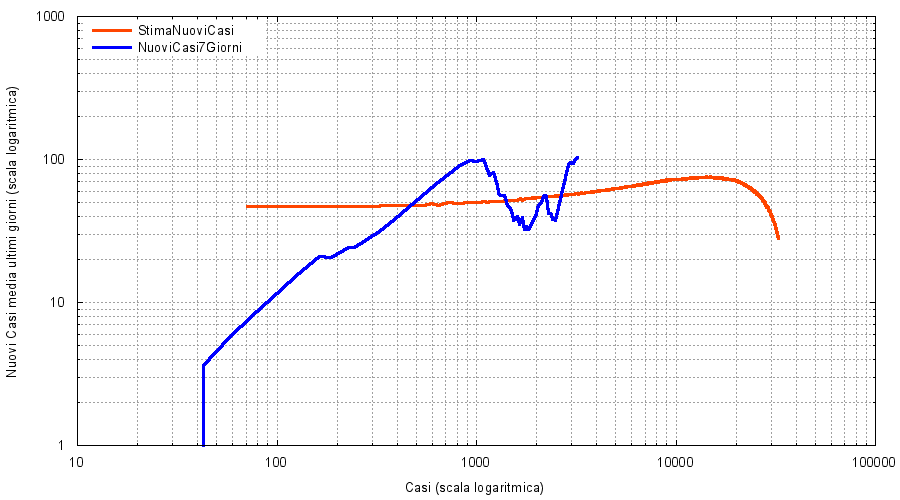 1000
StimaNuoviCasi
NuoviCasi7Giorni
100
10
1
10 100 1000 10000 100000
Nuovi Casi media ultimi giorni (scala logaritmica)
Casi (scala logaritmica)